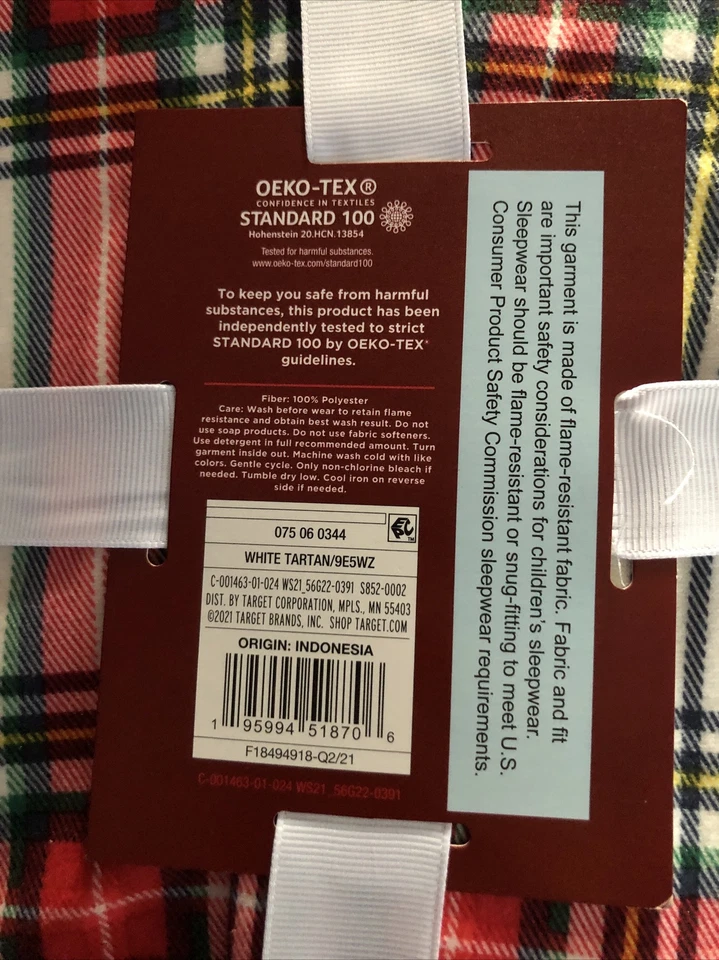 OEKO-TEX®
CONFIDENCE IN TEXTILES
STANDARD 100
Hohenstein 20.HCN.13854
Tested for harmful substances.
www.oeko-tex.com/standard100
To keep you safe from harmful
substances, this product has been
independently tested to strict
STANDARD 100 by OEKO-TEX®
guidelines.
Fiber: 100% Polyester
Care: Wash before wear to retain flame
resistance and obtain best wash result. Do not
use soap products. Do not use fabric softeners.
Use detergent in full recommended amount. Turn
garment inside out. Machine wash cold with like
colors. Gentle cycle. Only non-chlorine bleach if
needed. Tumble dry low. Cool iron on reverse
side if needed.
EPC™
075 06 0344
WHITE TARTAN/9E5WZ
C-001463-01-024 WS21_56G22-0391 S852-0002
DIST. BY TARGET CORPORATION, MPLS., MN 55403
©2021 TARGET BRANDS, INC. SHOP TARGET.COM
ORIGIN: INDONESIA
1 95994 51870 6
F18494918-Q2/21
C-001463-01-024 WS21_56G22-0391
This garment is made of flame-resistant fabric. Fabric and fit
are important safety considerations for children's sleepwear.
Sleepwear should be flame-resistant or snug-fitting to meet U.S.
Consumer Product Safety Commission sleepwear requirements.